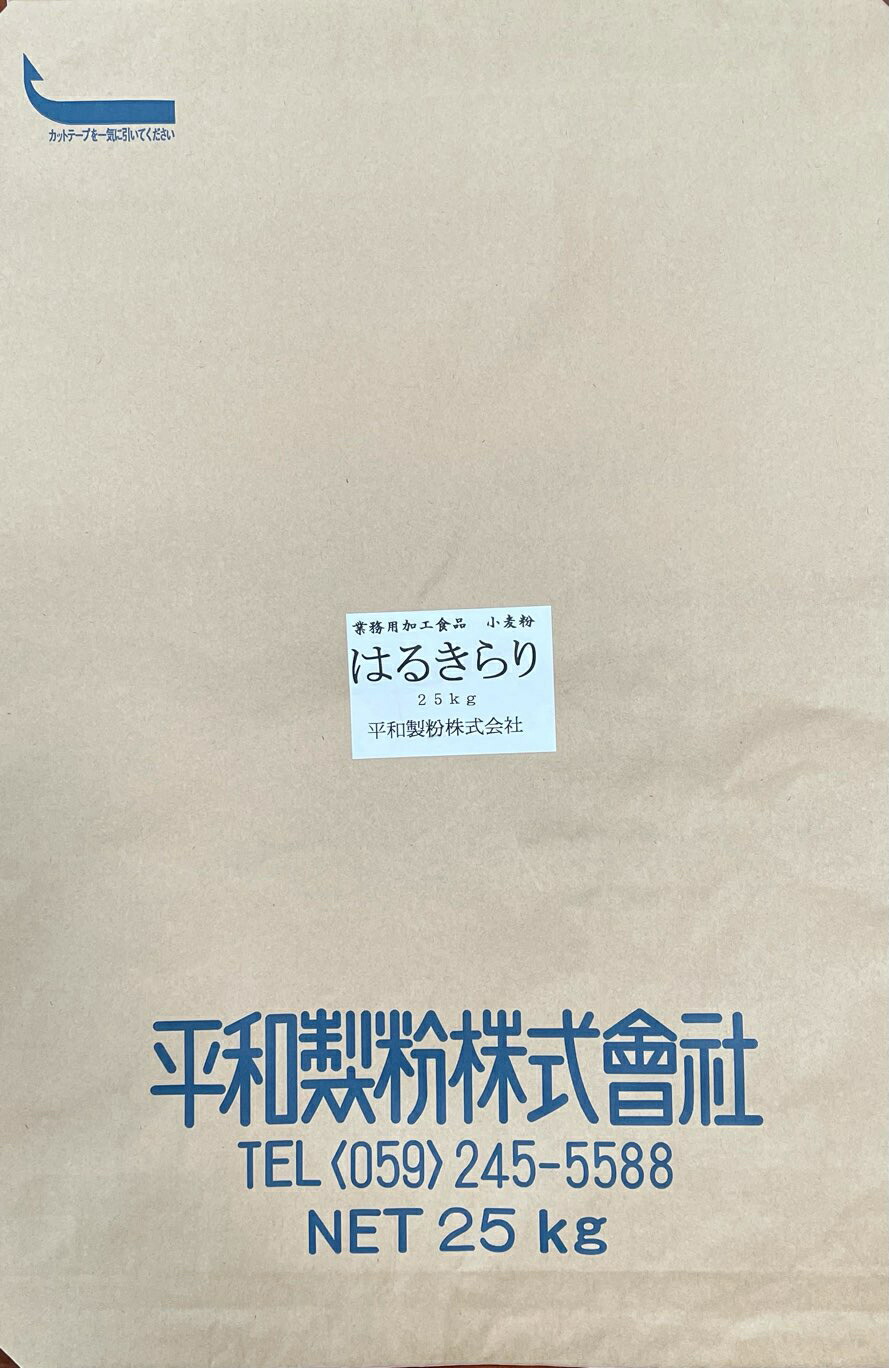 カットテープを一気に引いてください
業務用加工食品　小麦粉
はるきらり
25kg
平和製粉株式会社
平和製粉株式會社
TEL〈059〉245-5588
NET 25 kg